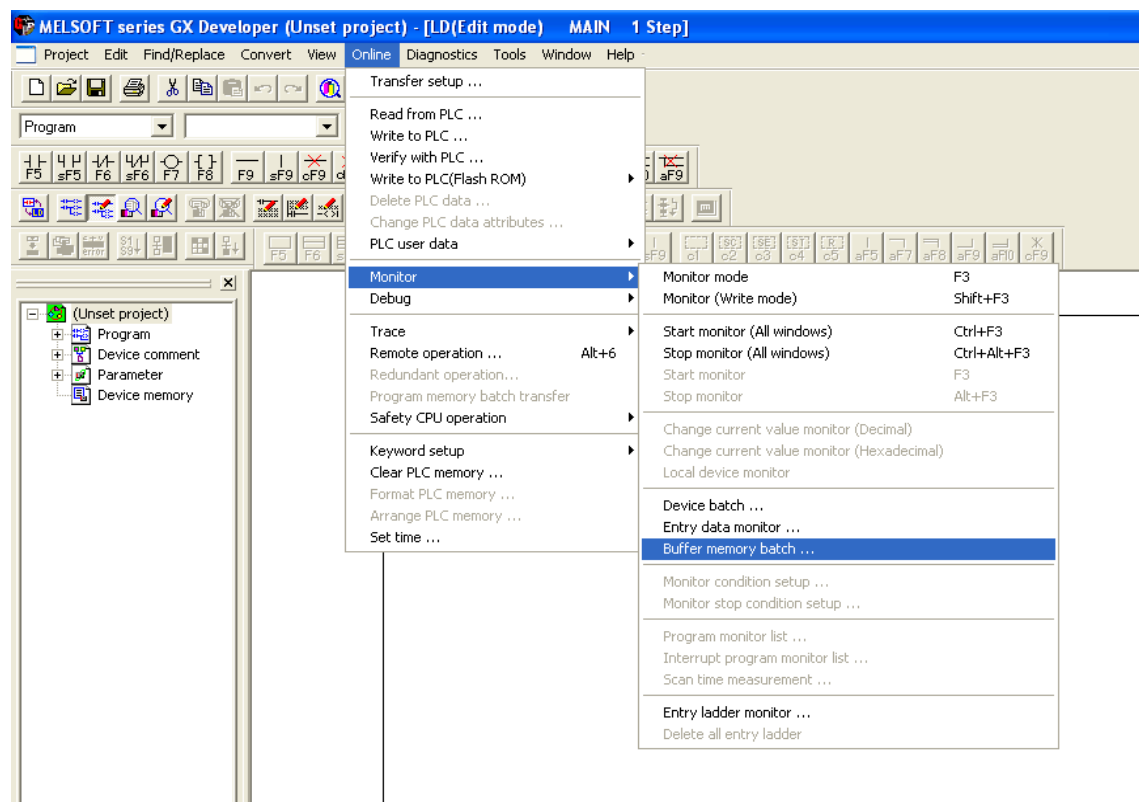 MELSOFT series GX Developer (Unset project) - [LD(Edit mode)    MAIN    1 Step]
Project Edit Find/Replace Convert View Online Diagnostics Tools Window Help
Program
F5 sF5 F6 sF6 F7 F8 F9 sF9 cF9 aF9
LD
error S9
F5 F6 sF9 c1 c2 c3 c4 c5 aF5 aF7 aF8 aF9 aF10 cF9
SC SE ST R
(Unset project)
Program
Device comment
Parameter
Device memory
Transfer setup ...
Read from PLC ...
Write to PLC ...
Verify with PLC ...
Write to PLC(Flash ROM)
Delete PLC data ...
Change PLC data attributes ...
PLC user data
Monitor
Debug
Trace
Remote operation ... Alt+6
Redundant operation...
Program memory batch transfer
Safety CPU operation
Keyword setup
Clear PLC memory ...
Format PLC memory ...
Arrange PLC memory ...
Set time ...
Monitor mode F3
Monitor (Write mode) Shift+F3
Start monitor (All windows) Ctrl+F3
Stop monitor (All windows) Ctrl+Alt+F3
Start monitor F3
Stop monitor Alt+F3
Change current value monitor (Decimal)
Change current value monitor (Hexadecimal)
Local device monitor
Device batch ...
Entry data monitor ...
Buffer memory batch ...
Monitor condition setup ...
Monitor stop condition setup ...
Program monitor list ...
Interrupt program monitor list ...
Scan time measurement ...
Entry ladder monitor ...
Delete all entry ladder